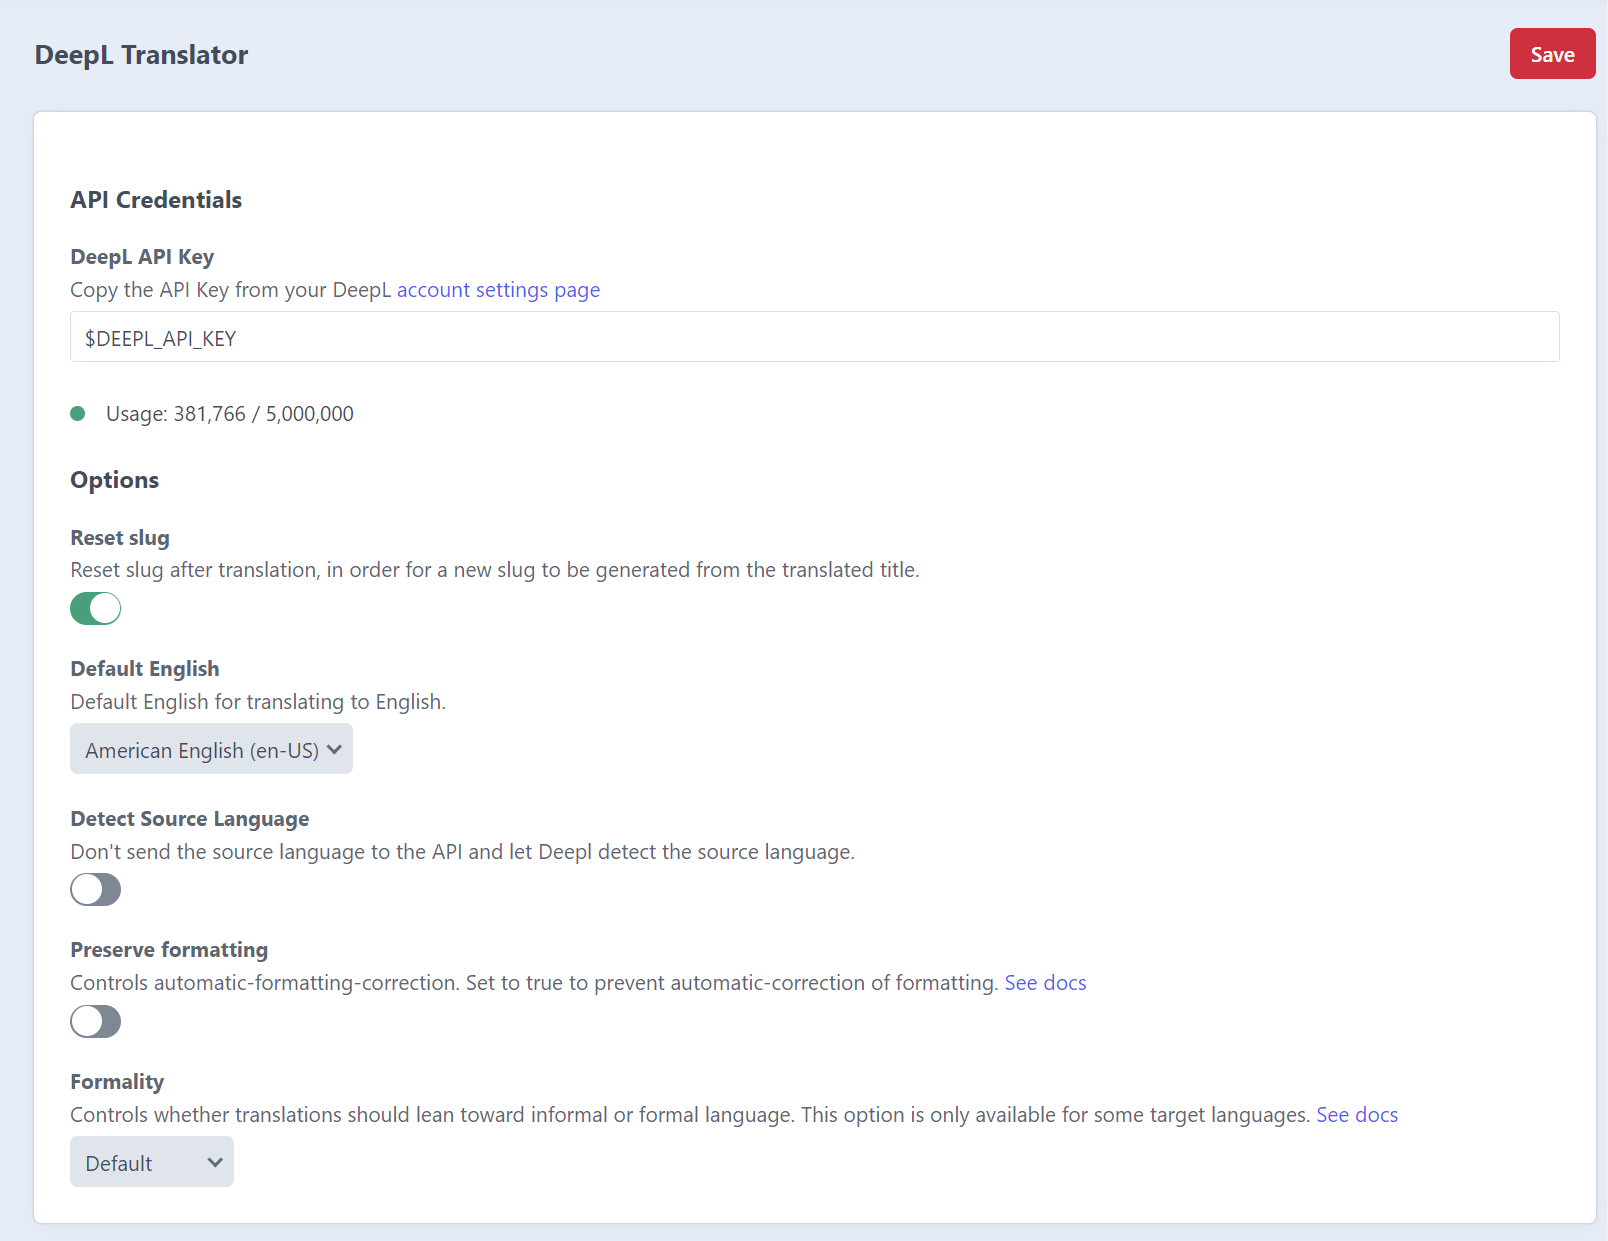 DeepL Translator
Save
API Credentials
DeepL API Key
Copy the API Key from your DeepL account settings page
$DEEPL_API_KEY
Usage: 381,766 / 5,000,000
Options
Reset slug
Reset slug after translation, in order for a new slug to be generated from the translated title.
Default English
Default English for translating to English.
American English (en-US)
Detect Source Language
Don't send the source language to the API and let Deepl detect the source language.
Preserve formatting
Controls automatic-formatting-correction. Set to true to prevent automatic-correction of formatting. See docs
Formality
Controls whether translations should lean toward informal or formal language. This option is only available for some target languages. See docs
Default